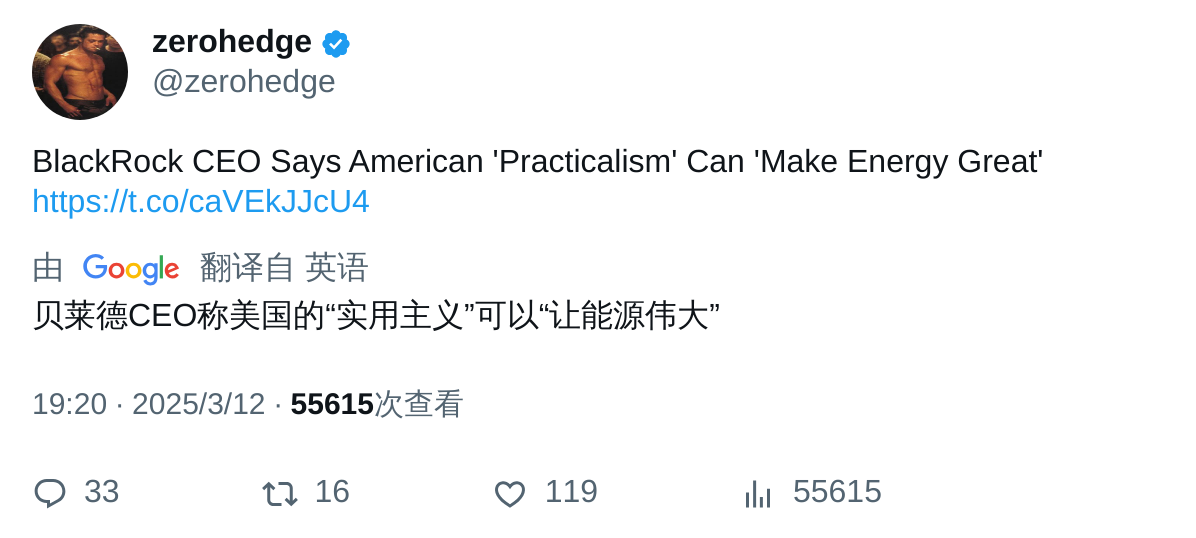 zerohedge
@zerohedge
BlackRock CEO Says American 'Practicalism' Can 'Make Energy Great'
https://t.co/caVEkJJcU4
由 Google 翻译自 英语
贝莱德CEO称美国的“实用主义”可以“让能源伟大”
19:20 · 2025/3/12 · 55615次查看
33 16 119 55615